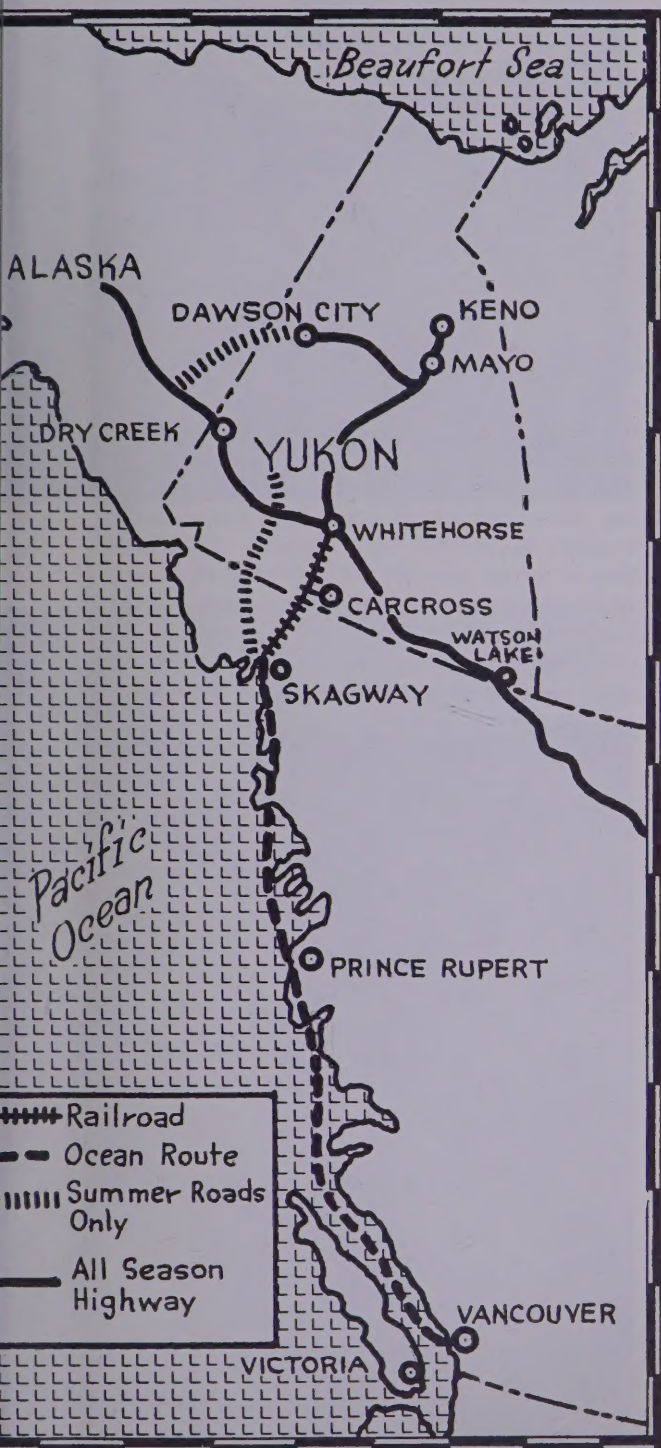 Beaufort Sea
ALASKA
DAWSON CITY
KENO
MAYO
DRY CREEK
YUKON
WHITEHORSE
CARCROSS
WATSON
LAKE
SKAGWAY
Pacific
Ocean
PRINCE RUPERT
Railroad
Ocean Route
Summer Roads
Only
All Season
Highway
VANCOUVER
VICTORIA